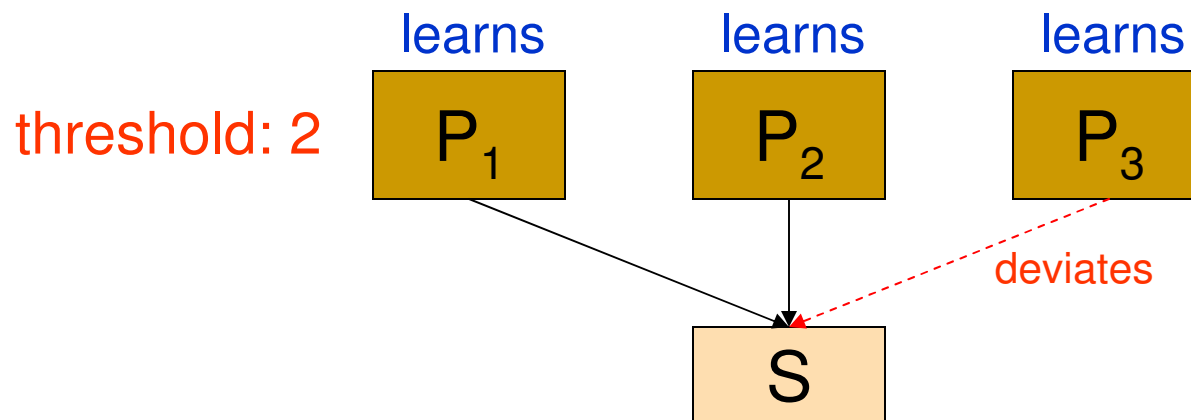 learns learns learns
threshold: 2 P₁ P₂ P₃
deviates
S